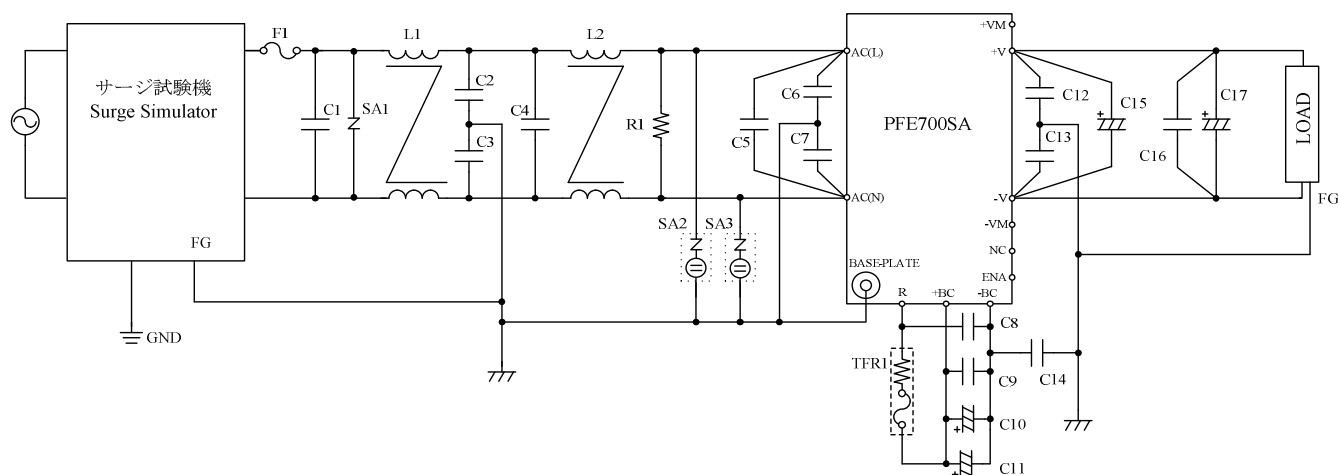 サージ試験機
Surge Simulator
FG
GND
F1
C1
SA1
L1
C2
C3
C4
L2
R1
SA2
SA3
C5
C6
C7
AC(L)
AC(N)
PFE700SA
BASE-PLATE
R
+BC
-BC
+VM
+V
-V
-VM
NC
ENA
C8
TFR1
C9
C10
+
C11
+
C12
C13
C14
C15
+
C16
C17
+
LOAD
FG